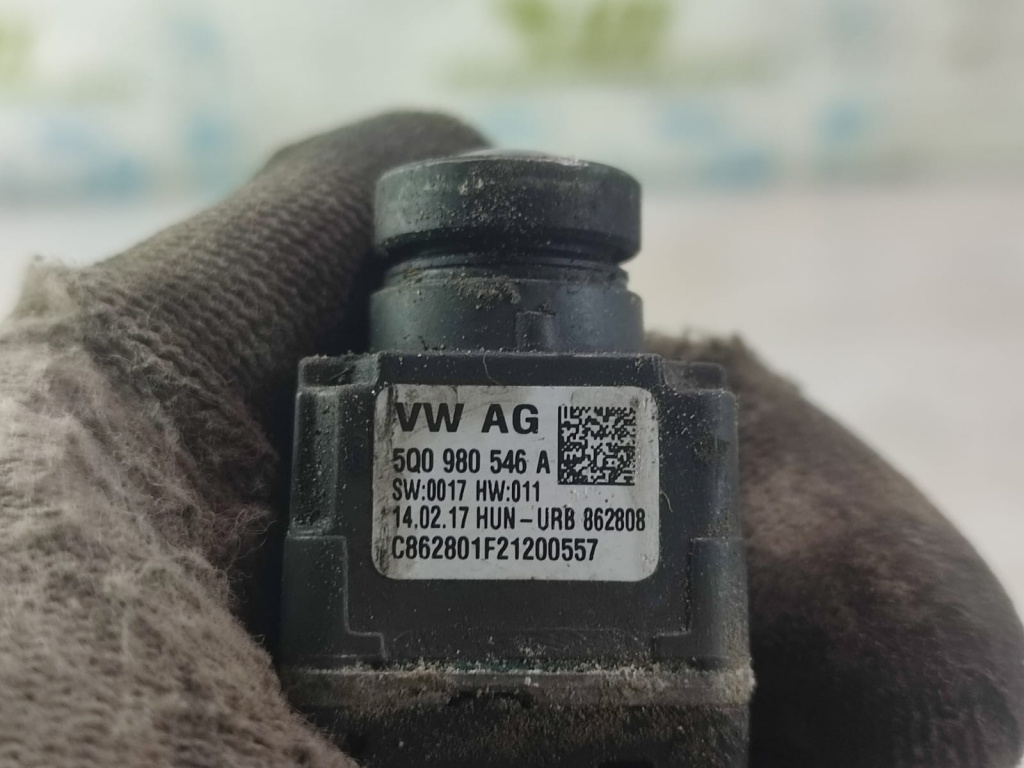 VW AG
5Q0 980 546 A
SW:0017 HW:011
14.02.17 HUN-URB 862808
C862801F21200557